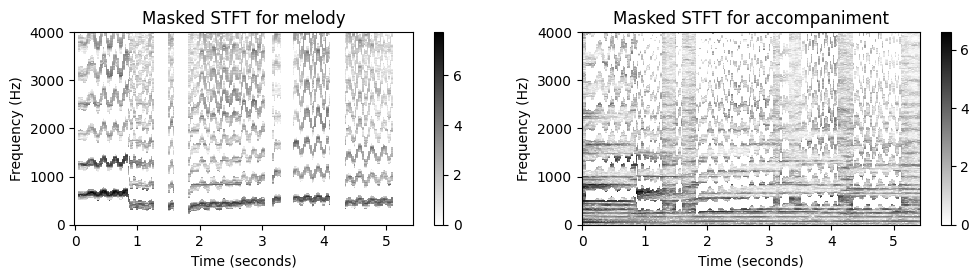 Masked STFT for melody
Frequency (Hz)
4000
3000
2000
1000
0
0 1 2 3 4 5
Time (seconds)
6
4
2
0
Masked STFT for accompaniment
Frequency (Hz)
4000
3000
2000
1000
0
0 1 2 3 4 5
Time (seconds)
6
4
2
0